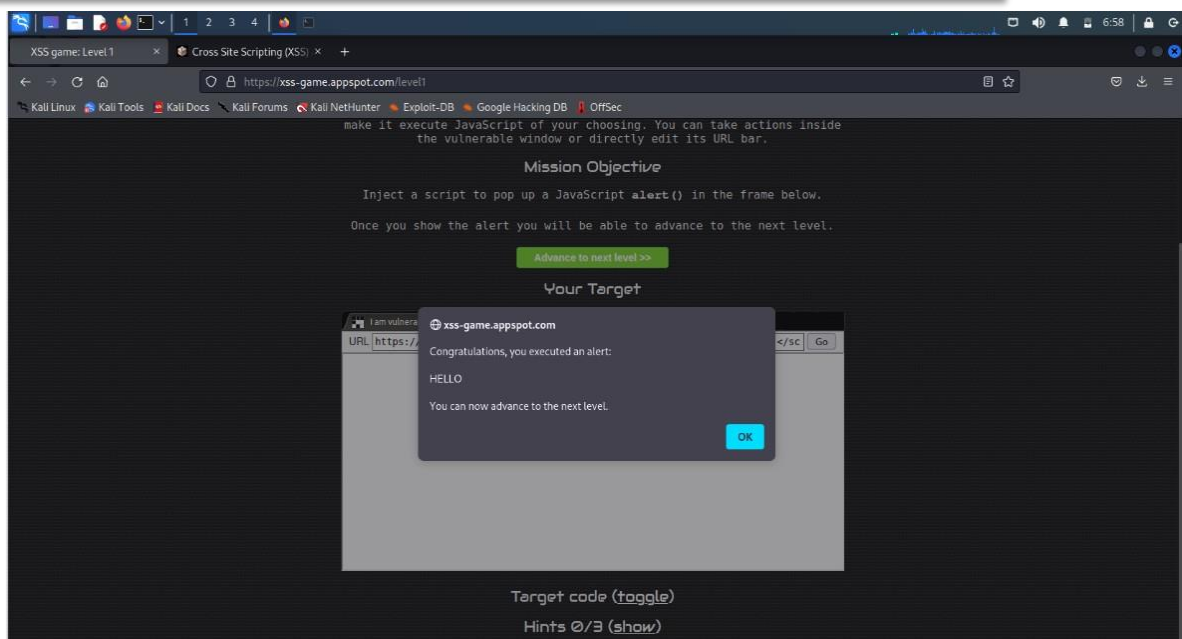 1 2 3 4 6:58
XSS game: Level 1 × Cross Site Scripting (XSS) × +
https://xss-game.appspot.com/level1
Kali Linux Kali Tools Kali Docs Kali Forums Kali NetHunter Exploit-DB Google Hacking DB OffSec
make it execute JavaScript of your choosing. You can take actions inside
the vulnerable window or directly edit its URL bar.
Mission Objective
Inject a script to pop up a JavaScript alert() in the frame below.
Once you show the alert you will be able to advance to the next level.
Advance to next level >>
Your Target
I am vulnera
URL https:/ </sc Go
xss-game.appspot.com
Congratulations, you executed an alert:
HELLO
You can now advance to the next level.
OK
Target code (toggle)
Hints 0/3 (show)